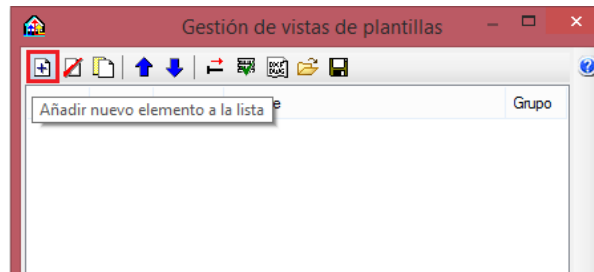 Gestión de vistas de plantillas
Añadir nuevo elemento a la lista
Grupo